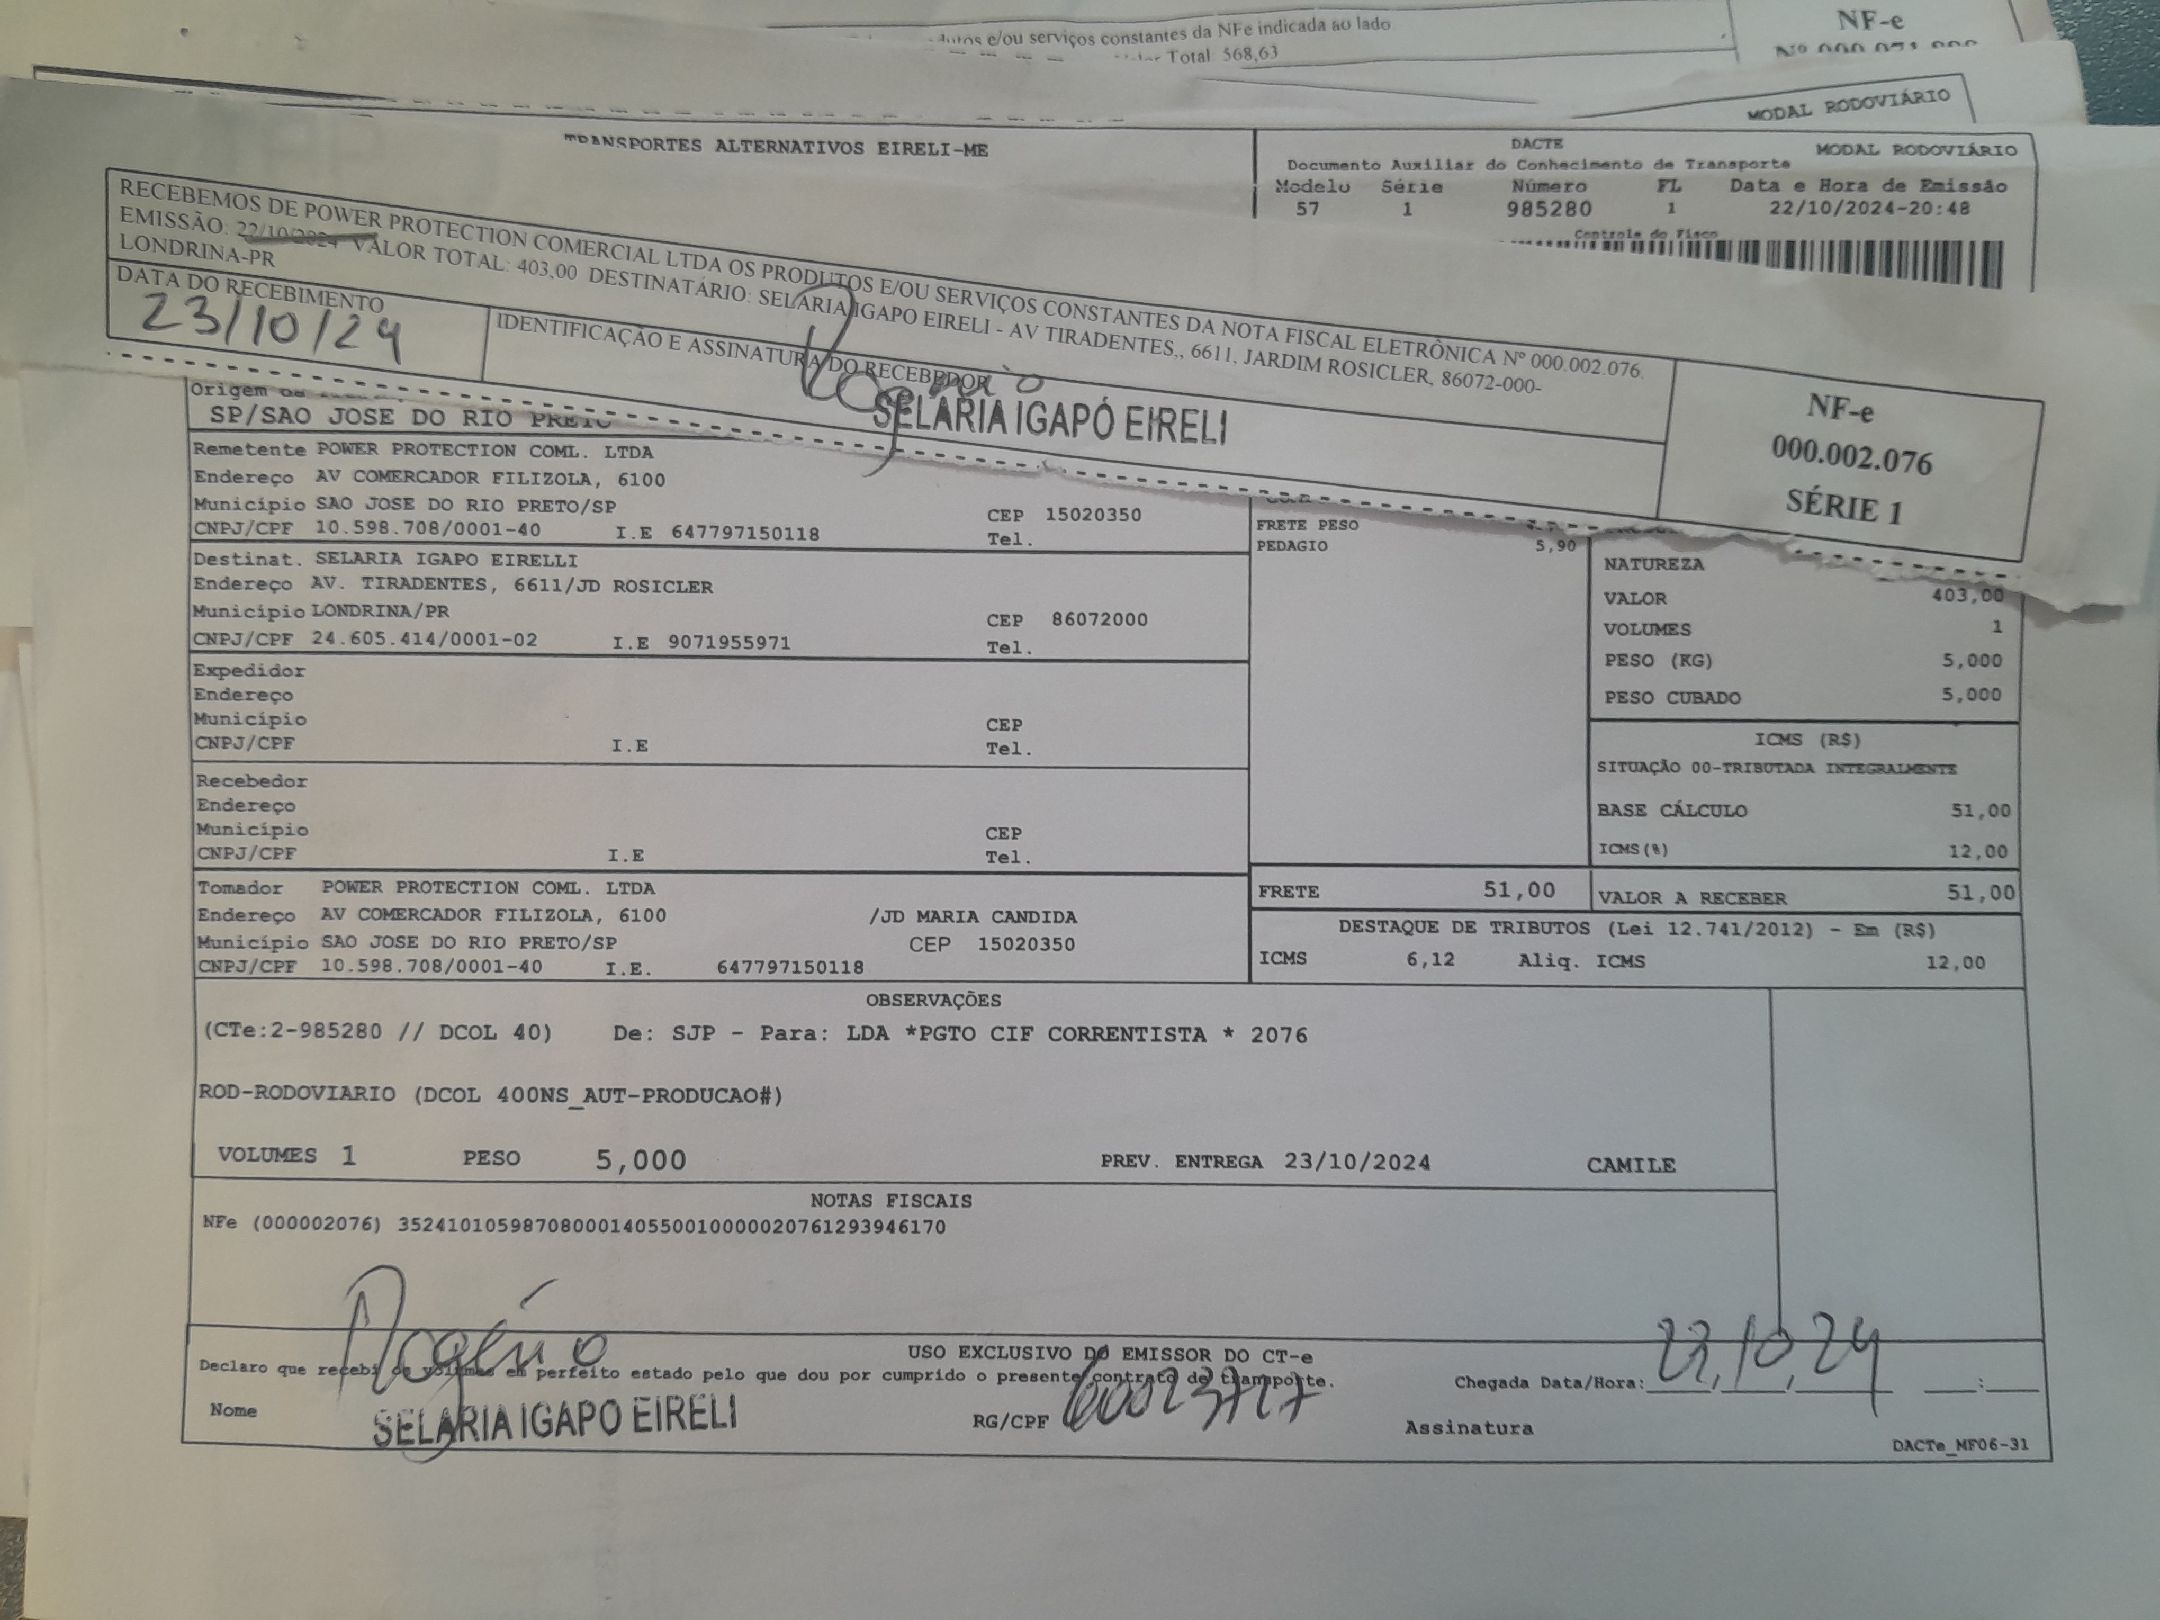 produtos e/ou serviços constantes da NFe indicada ao lado
Total: 568,63
NF-e
MODAL RODOVIÁRIO
TRANSPORTES ALTERNATIVOS EIRELI-ME
DACTE
Documento Auxiliar do Conhecimento de Transporte MODAL RODOVIÁRIO
Modelo Série Número FL Data e Hora de Emissão
57 1 985280 1 22/10/2024-20:48
Controle do Fisco
RECEBEMOS DE POWER PROTECTION COMERCIAL LTDA OS PRODUTOS E/OU SERVIÇOS CONSTANTES DA NOTA FISCAL ELETRÔNICA Nº 000.002.076.
EMISSÃO: 22/10/2024 VALOR TOTAL: 403,00 DESTINATÁRIO: SELARIA IGAPO EIRELI - AV TIRADENTES,, 6611, JARDIM ROSICLER, 86072-000-
LONDRINA-PR
DATA DO RECEBIMENTO
23/10/24
IDENTIFICAÇÃO E ASSINATURA DO RECEBEDOR
Rogério
SELARIA IGAPÓ EIRELI
NF-e
000.002.076
SÉRIE 1
Origem
SP/SAO JOSE DO RIO PRETO
Remetente POWER PROTECTION COML. LTDA
Endereço AV COMERCADOR FILIZOLA, 6100
Município SAO JOSE DO RIO PRETO/SP CEP 15020350
CNPJ/CPF 10.598.708/0001-40 I.E 647797150118 Tel.
Destinat. SELARIA IGAPO EIRELLI
Endereço AV. TIRADENTES, 6611/JD ROSICLER
Município LONDRINA/PR CEP 86072000
CNPJ/CPF 24.605.414/0001-02 I.E 9071955971 Tel.
Expedidor
Endereço
Município CEP
CNPJ/CPF I.E Tel.
Recebedor
Endereço
Município CEP
CNPJ/CPF I.E Tel.
Tomador POWER PROTECTION COML. LTDA
Endereço AV COMERCADOR FILIZOLA, 6100 /JD MARIA CANDIDA
Município SAO JOSE DO RIO PRETO/SP CEP 15020350
CNPJ/CPF 10.598.708/0001-40 I.E. 647797150118
FRETE PESO
PEDAGIO 5,90
NATUREZA
VALOR 403,00
VOLUMES 1
PESO (KG) 5,000
PESO CUBADO 5,000
ICMS (R$)
SITUAÇÃO 00-TRIBUTADA INTEGRALMENTE
BASE CÁLCULO 51,00
ICMS(%) 12,00
FRETE 51,00 VALOR A RECEBER 51,00
DESTAQUE DE TRIBUTOS (Lei 12.741/2012) - Em (R$)
ICMS 6,12 Aliq. ICMS 12,00
OBSERVAÇÕES
(CTe:2-985280 // DCOL 40) De: SJP - Para: LDA *PGTO CIF CORRENTISTA * 2076
ROD-RODOVIARIO (DCOL 400NS_AUT-PRODUCAO#)
VOLUMES 1 PESO 5,000 PREV. ENTREGA 23/10/2024 CAMILE
NOTAS FISCAIS
NFe (000002076) 35241010598708000140550010000020761293946170
Rogério
USO EXCLUSIVO DO EMISSOR DO CT-e
Declaro que recebi os volumes em perfeito estado pelo que dou por cumprido o presente contrato de transporte.
Chegada Data/Hora: 23,10,24 :
Nome SELARIA IGAPO EIRELI RG/CPF Assinatura
DACTe_MF06-31